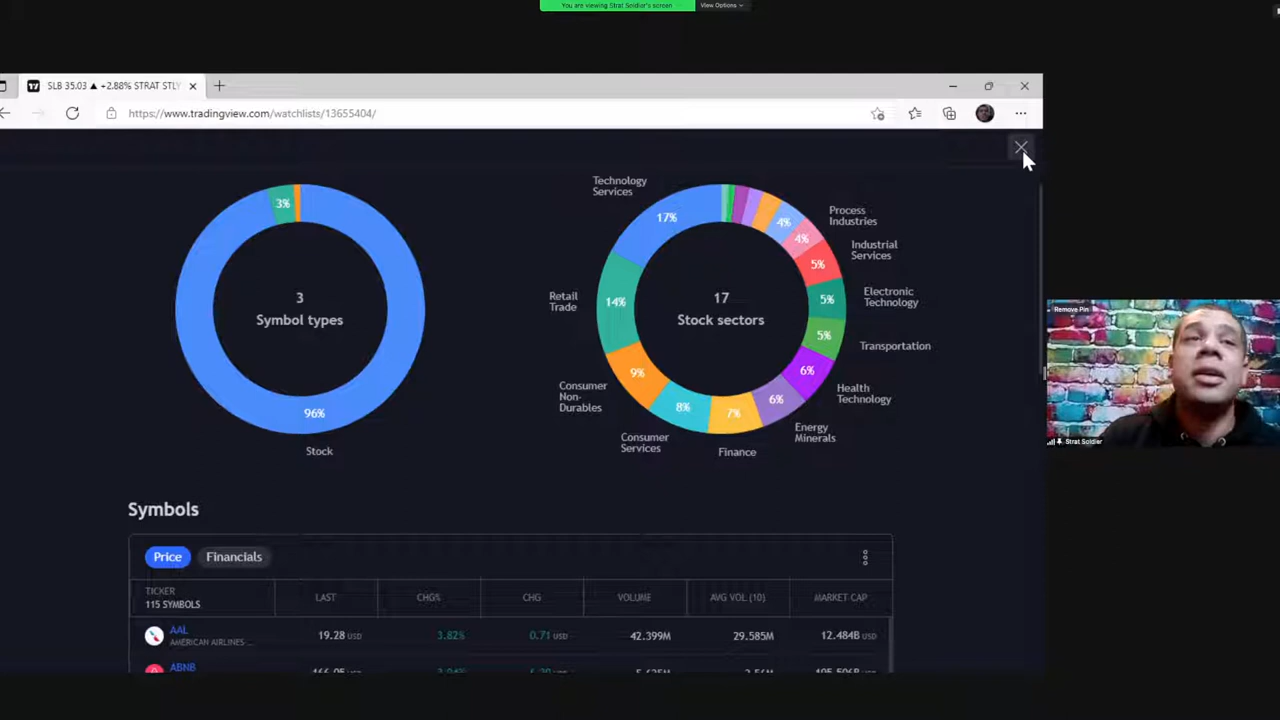 You are viewing Strat Soldier's screen
View Options
SLB 35.03 ▲ +2.88% STRAT STLY
https://www.tradingview.com/watchlists/13655404/
3%
3
Symbol types
96%
Stock
Technology
Services
17%
4%
Process
Industries
4%
Industrial
Services
5%
Electronic
Technology
5%
Transportation
5%
Health
Technology
6%
Energy
Minerals
6%
Finance
7%
Consumer
Services
8%
Consumer
Non-
Durables
9%
Retail
Trade
14%
17
Stock sectors
Symbols
Price Financials
TICKER
115 SYMBOLS
LAST CHG% CHG VOLUME AVG VOL (10) MARKET CAP
AAL
AMERICAN AIRLINES ...
19.28 USD 3.82% 0.71 USD 42.399M 29.585M 12.484B USD
ABNB
Remove Pin
Strat Soldier